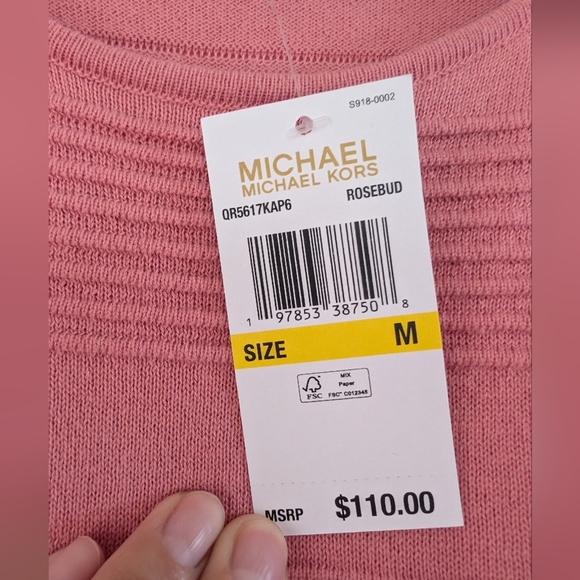 S918-0002
MICHAEL
MICHAEL KORS
QR5617KAP6 ROSEBUD
1 97853 38750 8
SIZE M
FSC
MIX
Paper
FSC™ C012345
MSRP $110.00